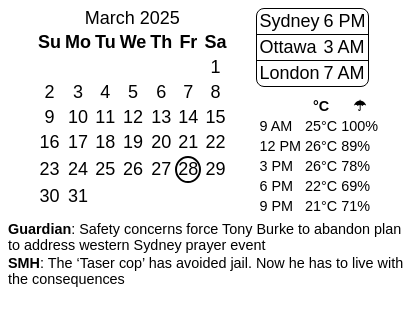 March 2025
Su Mo Tu We Th Fr Sa
1
2 3 4 5 6 7 8
9 10 11 12 13 14 15
16 17 18 19 20 21 22
23 24 25 26 27 28 29
30 31
Sydney 6 PM
Ottawa 3 AM
London 7 AM
°C ☂
9 AM 25°C 100%
12 PM 26°C 89%
3 PM 26°C 78%
6 PM 22°C 69%
9 PM 21°C 71%
Guardian: Safety concerns force Tony Burke to abandon plan
to address western Sydney prayer event
SMH: The ‘Taser cop’ has avoided jail. Now he has to live with
the consequences